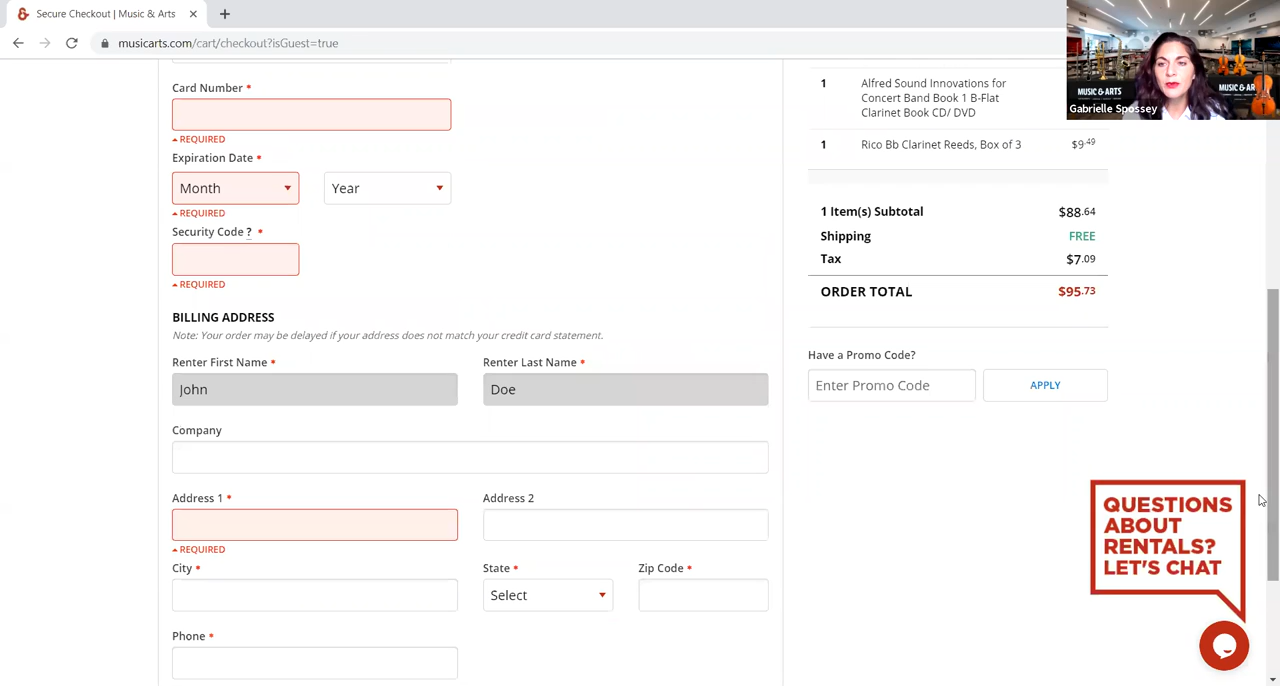 Secure Checkout | Music & Arts
musicarts.com/cart/checkout?isGuest=true
Card Number *
REQUIRED
Expiration Date *
Month
Year
REQUIRED
Security Code ? *
REQUIRED
BILLING ADDRESS
Note: Your order may be delayed if your address does not match your credit card statement.
Renter First Name *
Renter Last Name *
John
Doe
Company
Address 1 *
Address 2
REQUIRED
City *
State *
Zip Code *
Select
Phone *
1
Alfred Sound Innovations for
Concert Band Book 1 B-Flat
Clarinet Book CD/ DVD
1 Rico Bb Clarinet Reeds, Box of 3 $9.49
1 Item(s) Subtotal $88.64
Shipping FREE
Tax $7.09
ORDER TOTAL $95.73
Have a Promo Code?
Enter Promo Code
APPLY
QUESTIONS
ABOUT
RENTALS?
LET'S CHAT
MUSIC & ARTS
MUSIC & AR
Gabrielle Spossey